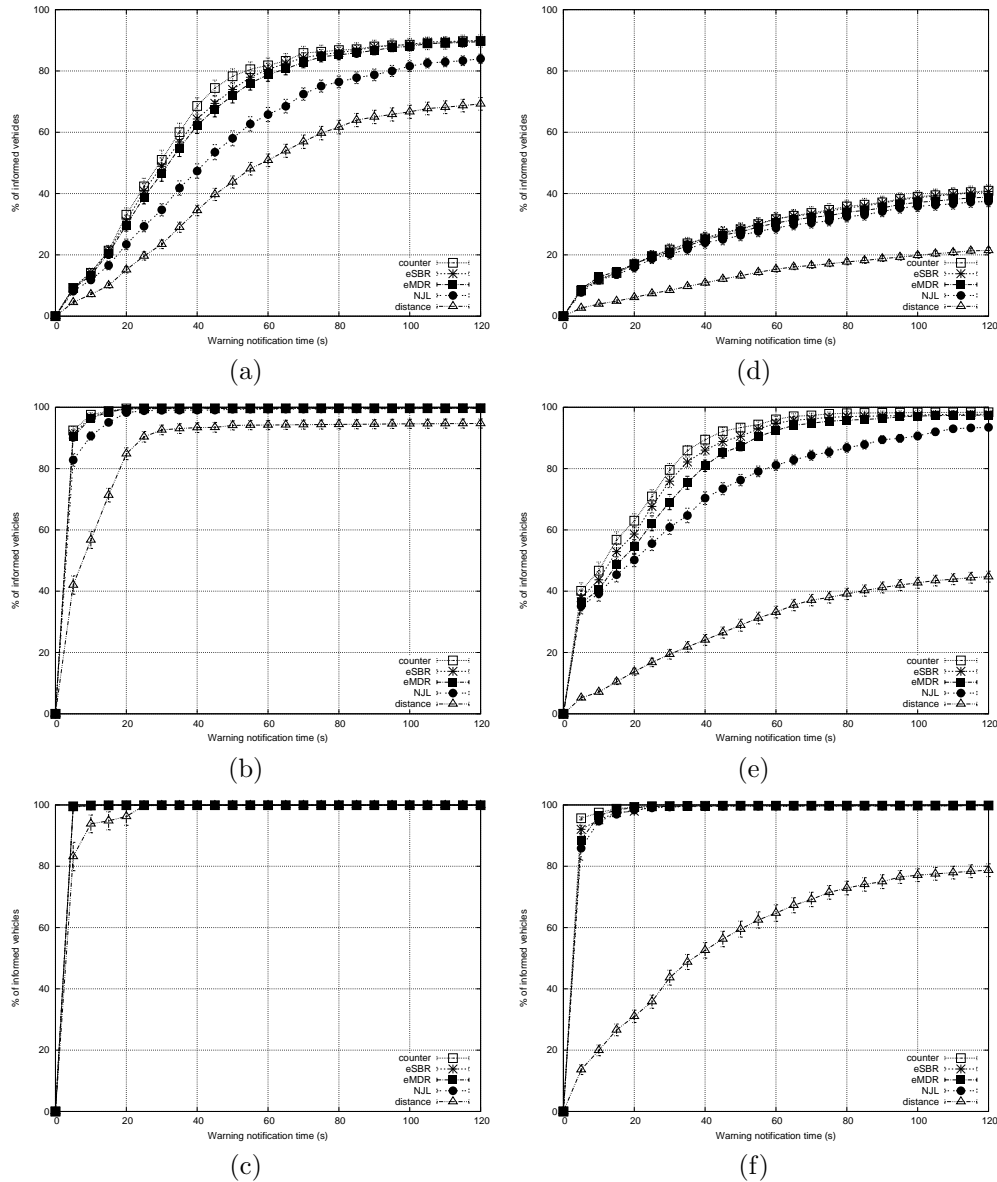 100
80
60
40
20
0
% of informed vehicles
counter
eSBR
eMDR
NJL
distance
0 20 40 60 80 100 120
Warning notification time (s)
(a)
100
80
60
40
20
0
% of informed vehicles
counter
eSBR
eMDR
NJL
distance
0 20 40 60 80 100 120
Warning notification time (s)
(d)
100
80
60
40
20
0
% of informed vehicles
counter
eSBR
eMDR
NJL
distance
0 20 40 60 80 100 120
Warning notification time (s)
(b)
100
80
60
40
20
0
% of informed vehicles
counter
eSBR
eMDR
NJL
distance
0 20 40 60 80 100 120
Warning notification time (s)
(e)
100
80
60
40
20
0
% of informed vehicles
counter
eSBR
eMDR
NJL
distance
0 20 40 60 80 100 120
Warning notification time (s)
(c)
100
80
60
40
20
0
% of informed vehicles
counter
eSBR
eMDR
NJL
distance
0 20 40 60 80 100 120
Warning notification time (s)
(f)